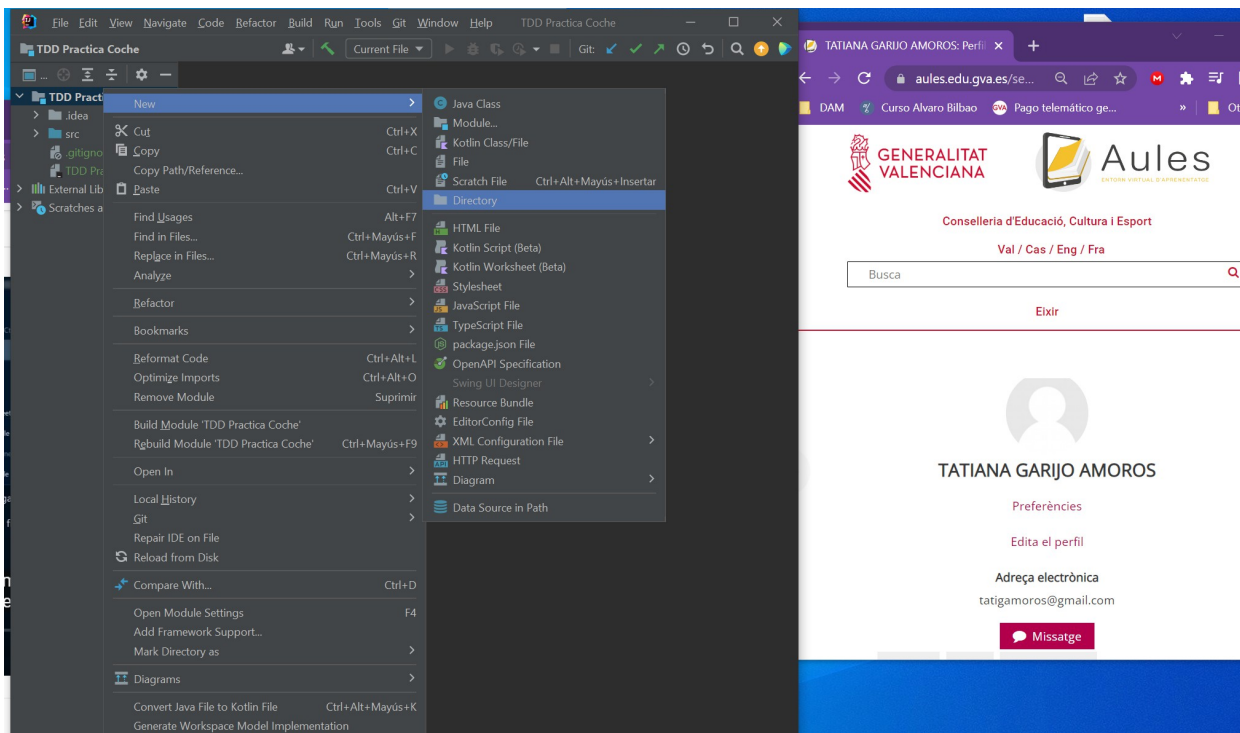 File Edit View Navigate Code Refactor Build Run Tools Git Window Help TDD Practica Coche
TDD Practica Coche
Current File
Git:
TDD Practi
.idea
src
.gitigno
TDD Pra
External Lib
Scratches a
New
Cut Ctrl+X
Copy Ctrl+C
Copy Path/Reference...
Paste Ctrl+V
Find Usages Alt+F7
Find in Files... Ctrl+Mayús+F
Replace in Files... Ctrl+Mayús+R
Analyze
Refactor
Bookmarks
Reformat Code Ctrl+Alt+L
Optimize Imports Ctrl+Alt+O
Remove Module Suprimir
Build Module 'TDD Practica Coche'
Rebuild Module 'TDD Practica Coche' Ctrl+Mayús+F9
Open In
Local History
Git
Repair IDE on File
Reload from Disk
Compare With... Ctrl+D
Open Module Settings F4
Add Framework Support...
Mark Directory as
Diagrams
Convert Java File to Kotlin File Ctrl+Alt+Mayús+K
Generate Workspace Model Implementation
Java Class
Module...
Kotlin Class/File
File
Scratch File Ctrl+Alt+Mayús+Insertar
Directory
HTML File
Kotlin Script (Beta)
Kotlin Worksheet (Beta)
Stylesheet
JavaScript File
TypeScript File
package.json File
OpenAPI Specification
Swing UI Designer
Resource Bundle
EditorConfig File
XML Configuration File
HTTP Request
Diagram
Data Source in Path
TATIANA GARIJO AMOROS: Perfil
aules.edu.gva.es/se...
DAM Curso Alvaro Bilbao Pago telemático ge... » Ot
GENERALITAT
VALENCIANA
Aules
ENTORN VIRTUAL D'APRENENTATGE
Conselleria d'Educació, Cultura i Esport
Val / Cas / Eng / Fra
Busca
Eixir
TATIANA GARIJO AMOROS
Preferències
Edita el perfil
Adreça electrònica
tatigamoros@gmail.com
Missatge